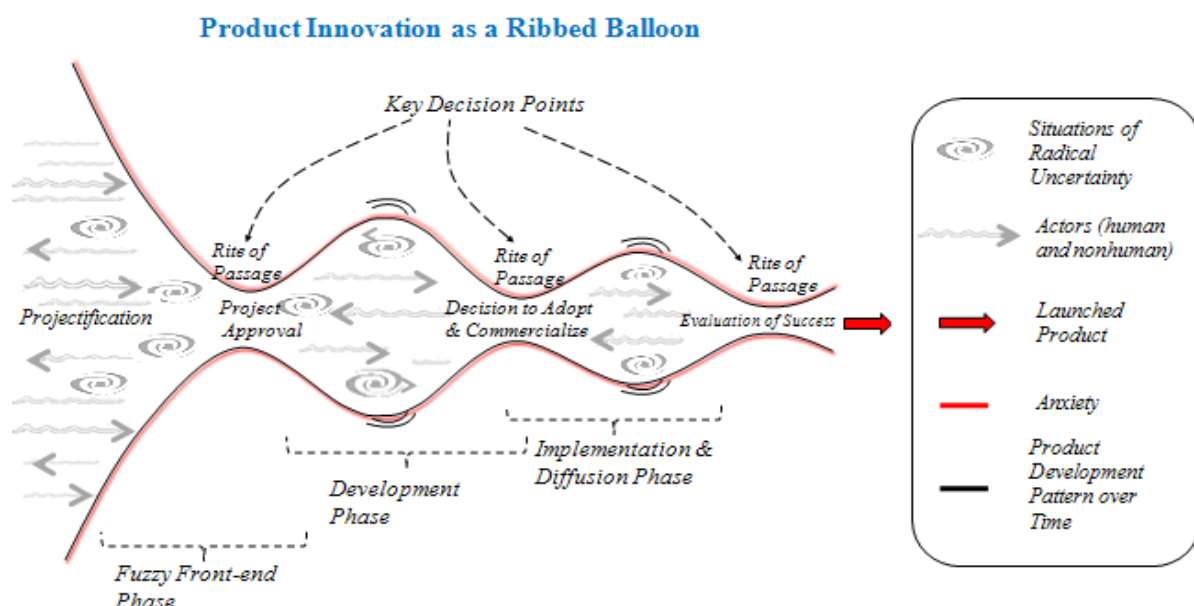 Product Innovation as a Ribbed Balloon
Key Decision Points
Rite of
Passage
Rite of
Passage
Rite of
Passage
Projectification
Project
Approval
Decision to Adopt
& Commercialize
Evaluation of Success
Implementation &
Diffusion Phase
Development
Phase
Fuzzy Front-end
Phase
Situations of
Radical
Uncertainty
Actors (human
and nonhuman)
Launched
Product
Anxiety
Product
Development
Pattern over
Time